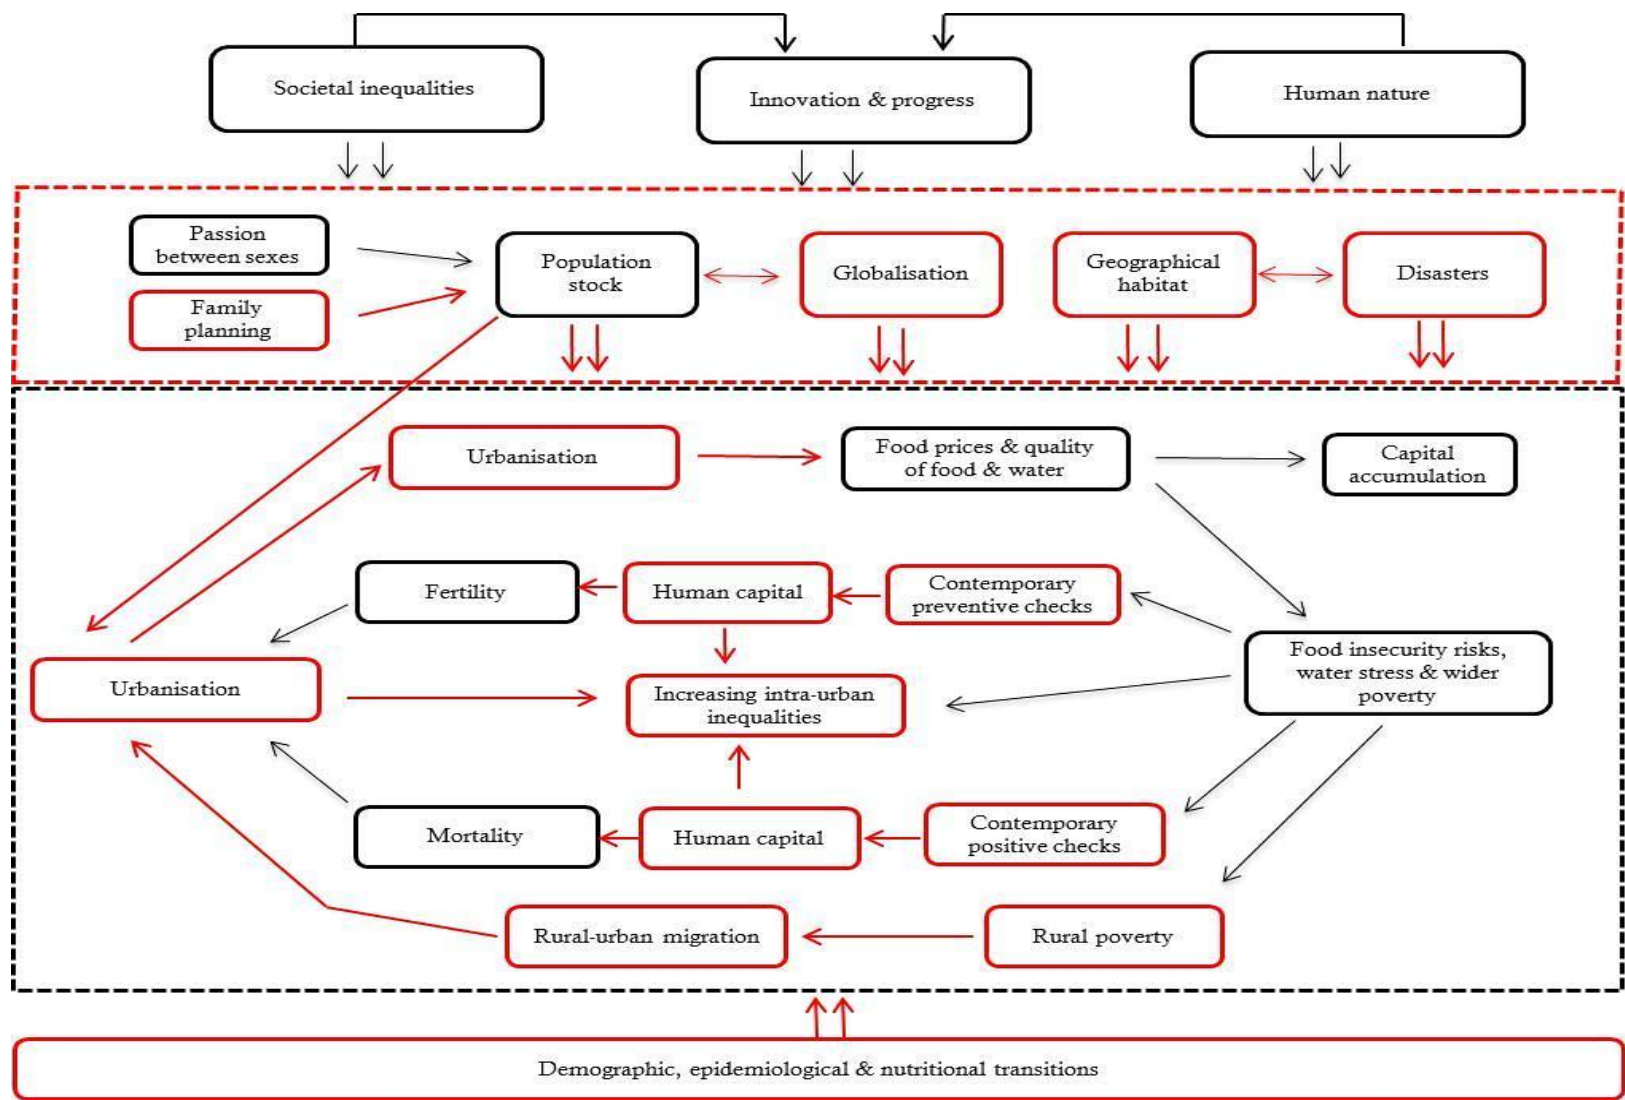 Societal inequalities
Innovation & progress
Human nature
Passion
between sexes
Family
planning
Population
stock
Globalisation
Geographical
habitat
Disasters
Urbanisation
Food prices & quality
of food & water
Capital
accumulation
Fertility
Human capital
Contemporary
preventive checks
Food insecurity risks,
water stress & wider
poverty
Urbanisation
Increasing intra-urban
inequalities
Mortality
Human capital
Contemporary
positive checks
Rural-urban migration
Rural poverty
Demographic, epidemiological & nutritional transitions